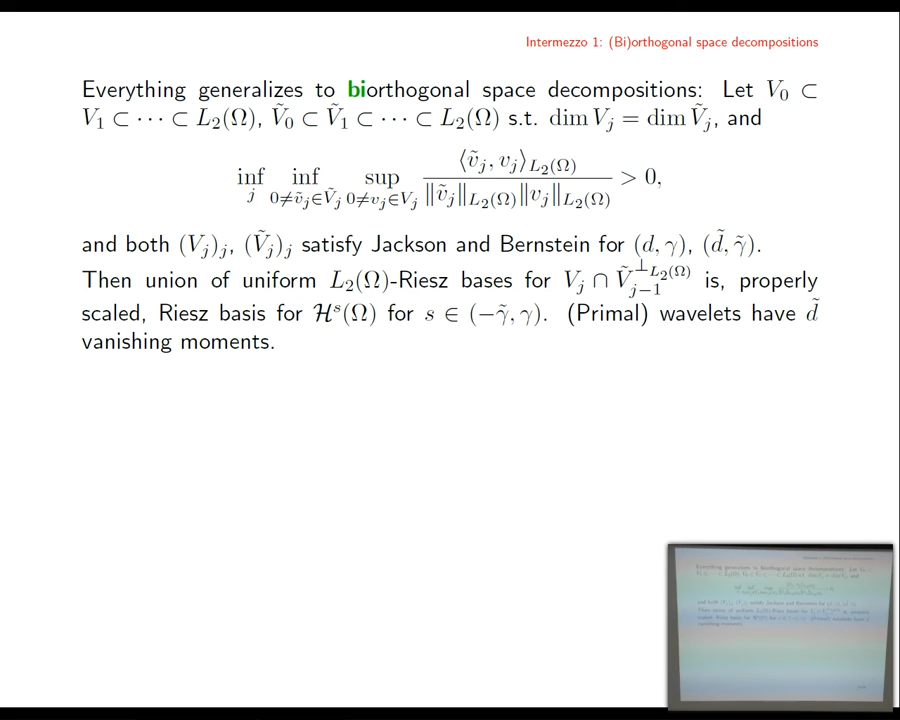 Intermezzo 1: (Bi)orthogonal space decompositions
Everything generalizes to biorthogonal space decompositions: Let V_0 ⊂
V_1 ⊂ ⋯ ⊂ L_2(Ω), Ṽ_0 ⊂ Ṽ_1 ⊂ ⋯ ⊂ L_2(Ω) s.t. dim V_j = dim Ṽ_j, and
inf_j inf_{0≠ṽ_j∈Ṽ_j} sup_{0≠v_j∈V_j} ⟨ṽ_j, v_j⟩_{L_2(Ω)} / ‖ṽ_j‖_{L_2(Ω)}‖v_j‖_{L_2(Ω)} > 0,
and both (V_j)_j, (Ṽ_j)_j satisfy Jackson and Bernstein for (d, γ), (d̃, γ̃).
Then union of uniform L_2(Ω)-Riesz bases for V_j ∩ Ṽ_{j−1}^{⊥_{L_2(Ω)}} is, properly
scaled, Riesz basis for ℋ^s(Ω) for s ∈ (−γ̃, γ). (Primal) wavelets have d̃
vanishing moments.